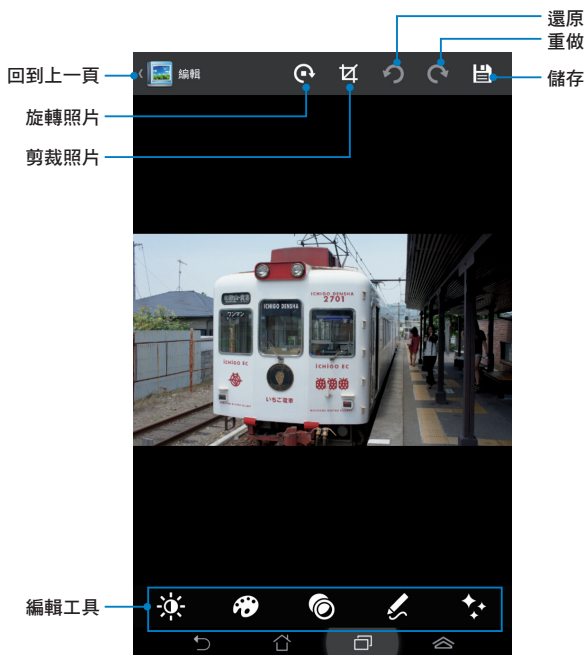 還原
重做
儲存
回到上一頁
編輯
旋轉照片
剪裁照片
ICHIGO DENSHA
2701
ワンマン
ICHIGO DENSHA
ICHIGO EC
ICHIGO EC
いちご電車
編輯工具